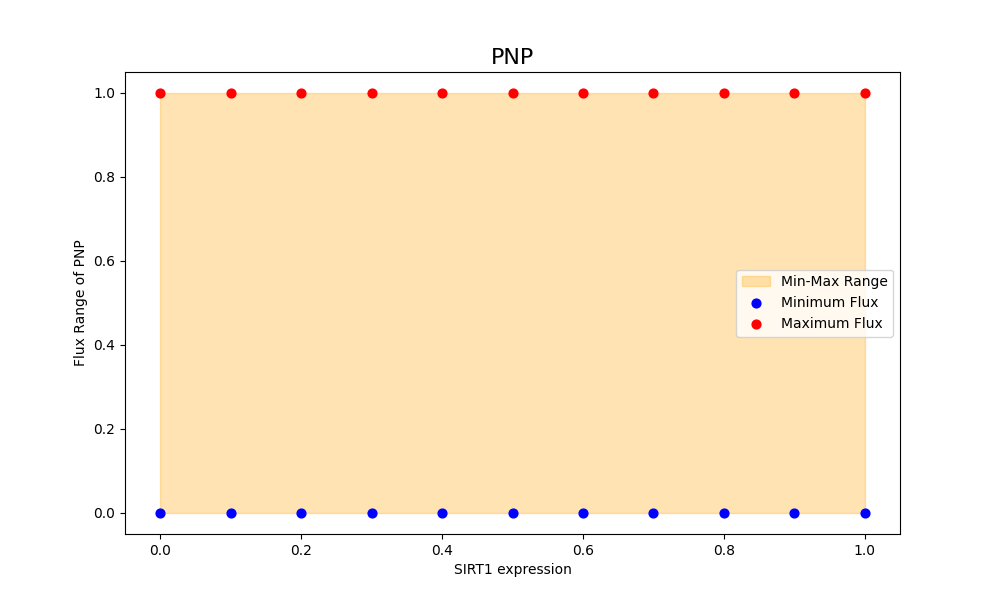 PNP
1.0
0.8
0.6
0.4
0.2
0.0
Flux Range of PNP
Min-Max Range
Minimum Flux
Maximum Flux
0.0 0.2 0.4 0.6 0.8 1.0
SIRT1 expression